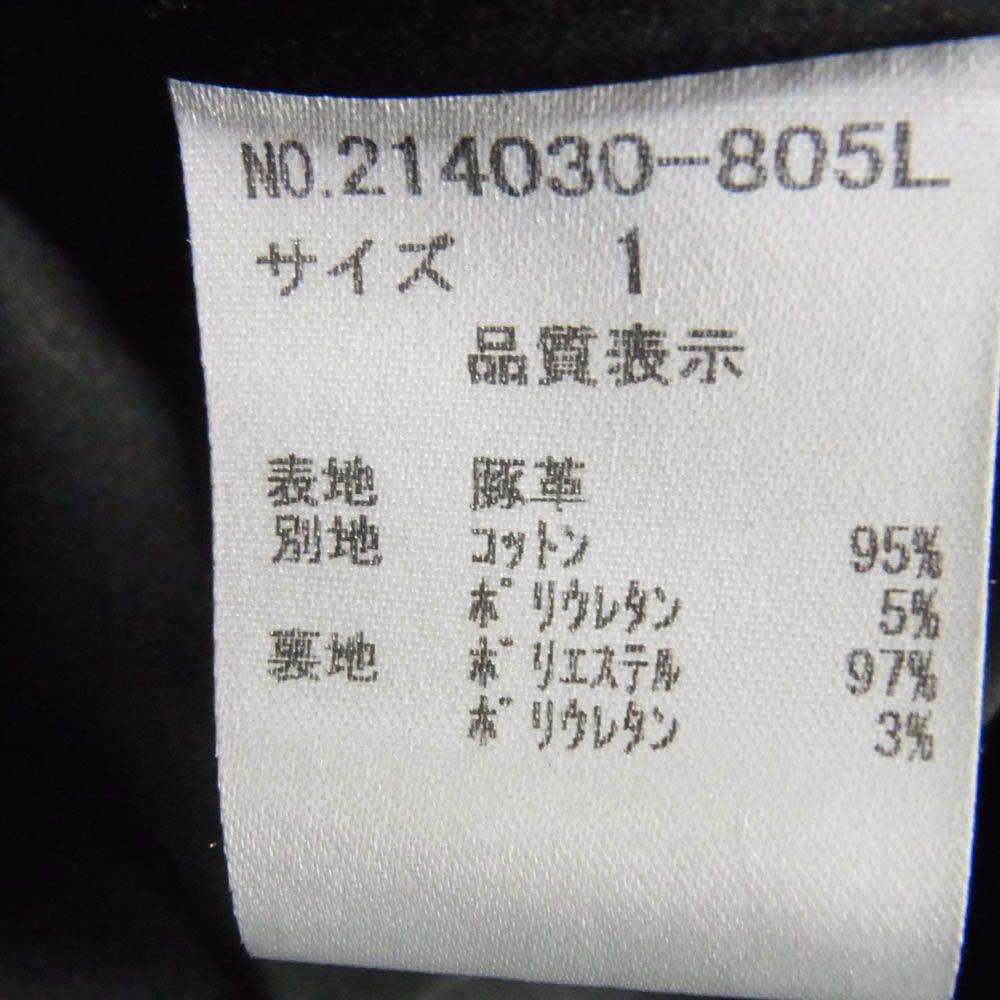 NO.214030-805L
サイズ 1
品質表示
表地 豚革
別地 コットン 95%
ポリウレタン 5%
裏地 ポリエステル 97%
ポリウレタン 3%